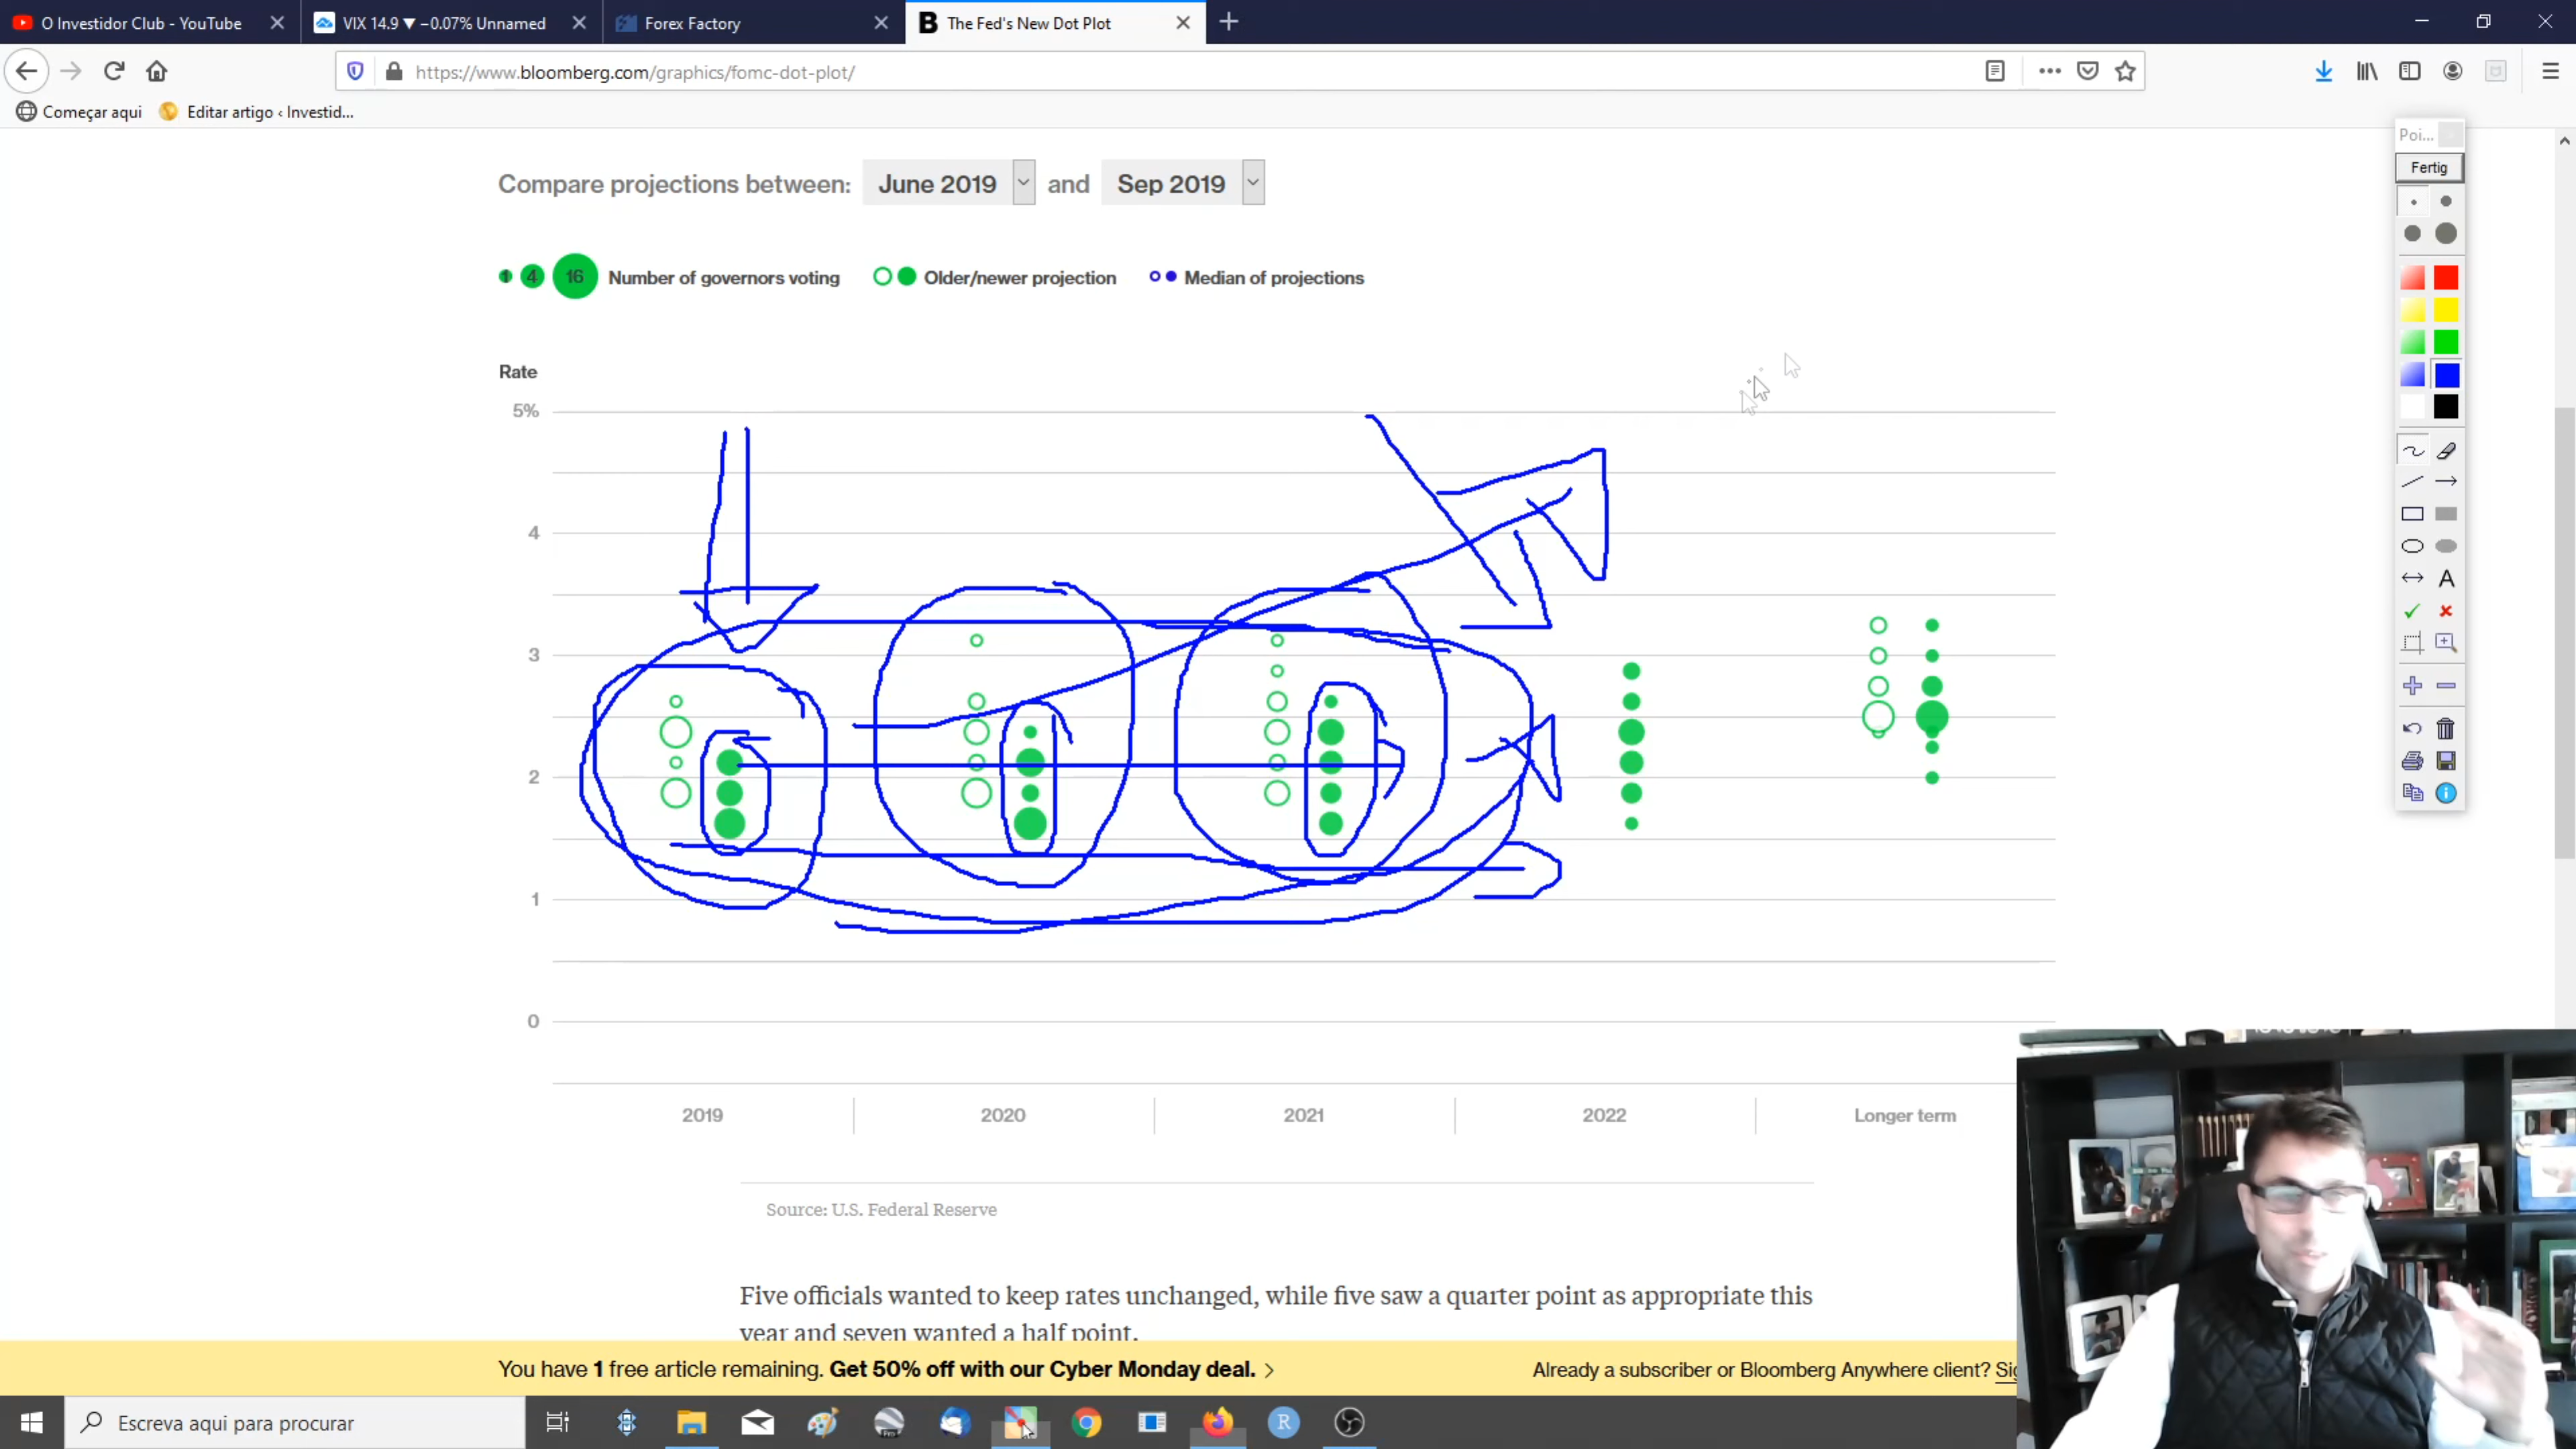 O Investidor Club - YouTube
VIX 14.9 ▼ −0.07% Unnamed
Forex Factory
B The Fed's New Dot Plot
https://www.bloomberg.com/graphics/fomc-dot-plot/
Começar aqui
Editar artigo ‹ Investid...
Poi...
Fertig
Compare projections between: June 2019 and Sep 2019
1 4 16 Number of governors voting Older/newer projection Median of projections
Rate
5%
4
3
2
1
0
2019 2020 2021 2022 Longer term
Source: U.S. Federal Reserve
Five officials wanted to keep rates unchanged, while five saw a quarter point as appropriate this
year and seven wanted a half point.
You have 1 free article remaining. Get 50% off with our Cyber Monday deal. >
Already a subscriber or Bloomberg Anywhere client?
Escreva aqui para procurar
A
Pro
R